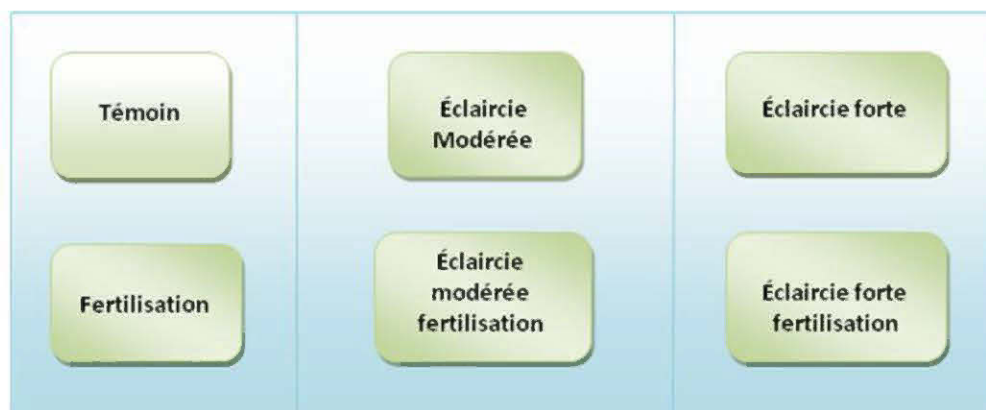 Témoin
Éclaircie
Modérée
Éclaircie forte
Fertilisation
Éclaircie
modérée
fertilisation
Éclaircie forte
fertilisation